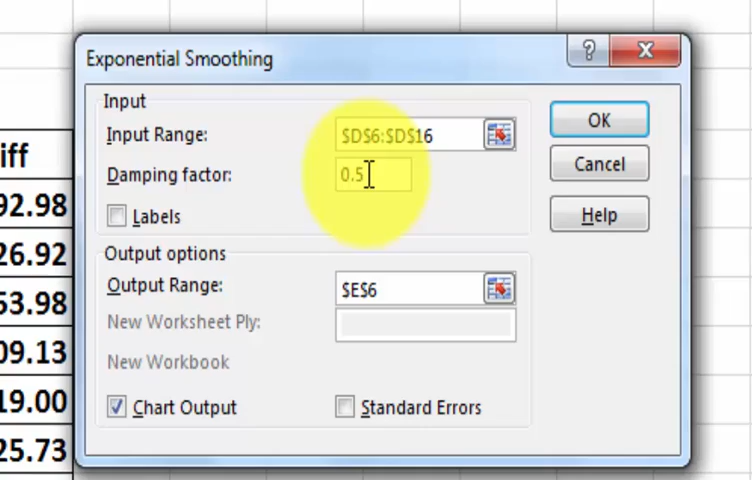 Exponential Smoothing
?
Input
Input Range: $D$6:$D$16
OK
iff
Damping factor: 0.5
Cancel
92.98
Labels
Help
26.92
Output options
Output Range: $E$6
53.98
New Worksheet Ply:
09.13
New Workbook
19.00
Chart Output
Standard Errors
25.73